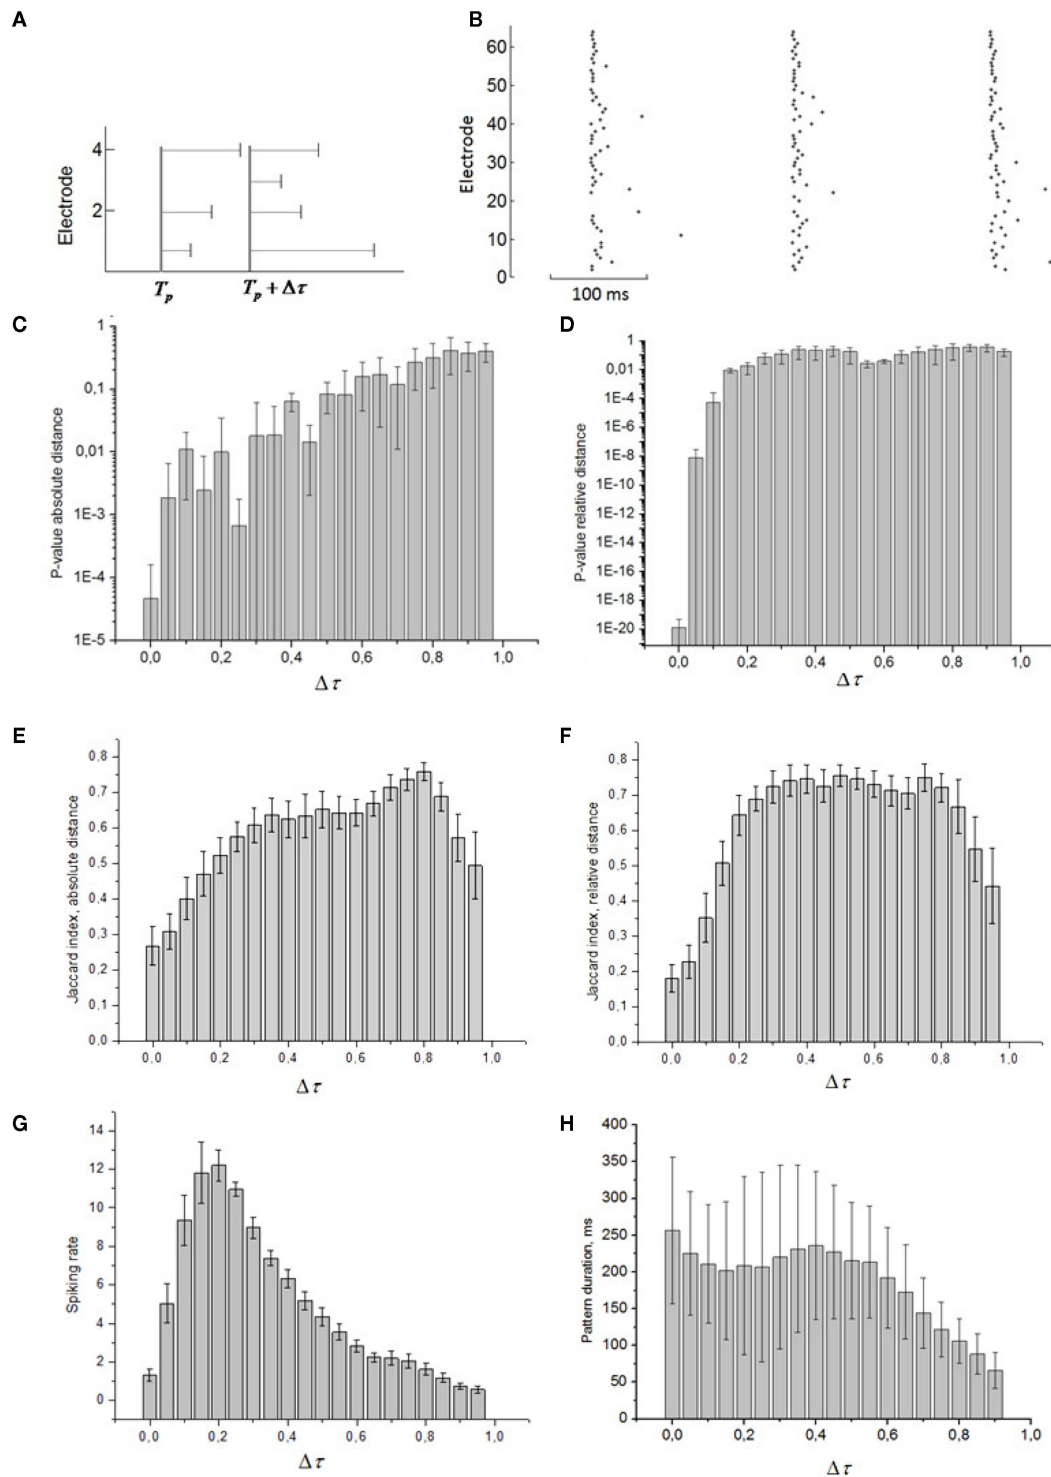 A
Electrode
4
2
T_p
T_p + Δτ
B
Electrode
60
50
40
30
20
10
0
100 ms
C
P-value absolute distance
1
0,1
0,01
1E-3
1E-4
1E-5
0,0 0,2 0,4 0,6 0,8 1,0
Δ τ
D
P-value relative distance
1
0,01
1E-4
1E-6
1E-8
1E-10
1E-12
1E-14
1E-16
1E-18
1E-20
0,0 0,2 0,4 0,6 0,8 1,0
Δ τ
E
Jaccard index, absolute distance
0,8
0,7
0,6
0,5
0,4
0,3
0,2
0,1
0,0
0,0 0,2 0,4 0,6 0,8 1,0
Δ τ
F
Jaccard index, relative distance
0,8
0,7
0,6
0,5
0,4
0,3
0,2
0,1
0,0
0,0 0,2 0,4 0,6 0,8 1,0
Δ τ
G
Spiking rate
14
12
10
8
6
4
2
0
0,0 0,2 0,4 0,6 0,8 1,0
Δ τ
H
Pattern duration, ms
400
350
300
250
200
150
100
50
0
0,0 0,2 0,4 0,6 0,8 1,0
Δ τ